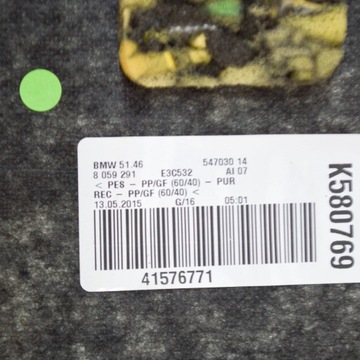 BMW 51.46 547030 14
8 059.291 E3C532 AI 07
< PES - PP/GF (60/40) - PUR
REC - PP/GF (60/40) <
13.05.2015 G/16 05:01
41576771
K580769